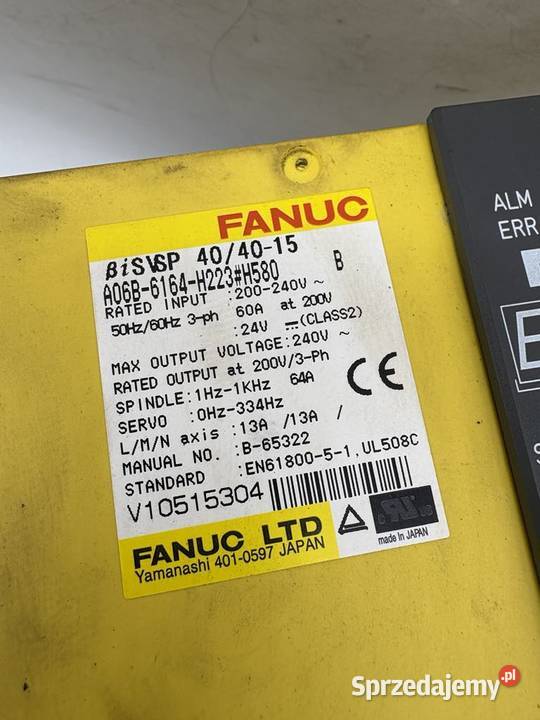 FANUC
βiSVSP 40/40-15
A06B-6164-H223#H580 B
RATED INPUT :200-240V ~
50Hz/60Hz 3-ph 60A at 200V
:24V ⎓(CLASS2)
MAX OUTPUT VOLTAGE:240V ~
RATED OUTPUT at 200V/3-Ph
SPINDLE:1Hz-1KHz 64A
SERVO :0Hz-334Hz
L/M/N axis :13A /13A /
MANUAL NO. :B-65322
STANDARD :EN61800-5-1,UL508C
CE
V10515304
FANUC LTD
Yamanashi 401-0597 JAPAN
made in JAPAN
ALM
ERR
Sprzedajemy.pl